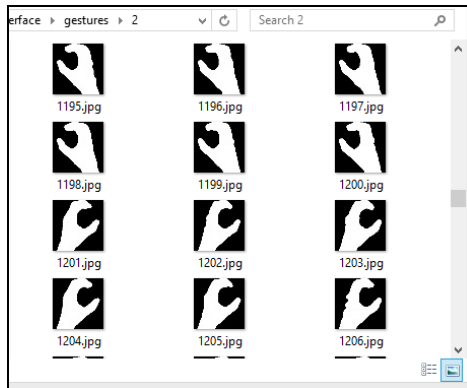 erface › gestures › 2
Search 2
1195.jpg 1196.jpg 1197.jpg
1198.jpg 1199.jpg 1200.jpg
1201.jpg 1202.jpg 1203.jpg
1204.jpg 1205.jpg 1206.jpg